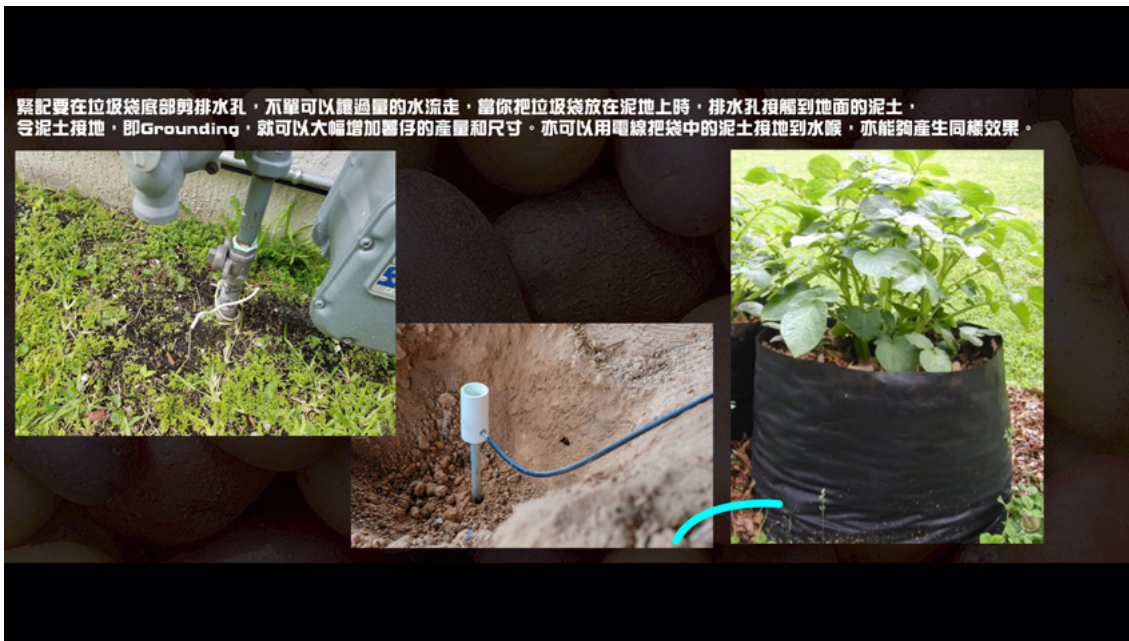 緊記要在垃圾袋底部剪排水孔，不單可以讓過量的水流走，當你把垃圾袋放在泥地上時，排水孔接觸到地面的泥土，
令泥土接地，即Grounding，就可以大幅增加薯仔的產量和尺寸。亦可以用電線把袋中的泥土接地到水喉，亦能夠產生同樣效果。